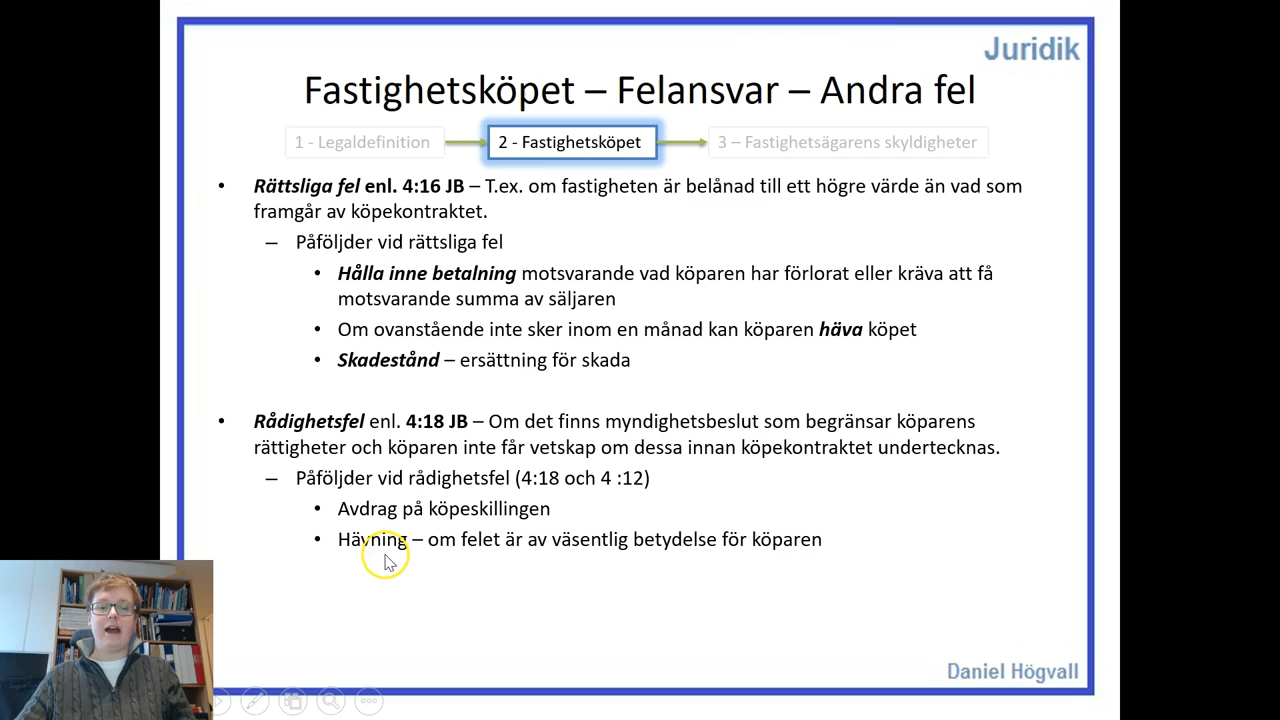 Juridik
Fastighetsköpet – Felansvar – Andra fel
1 - Legaldefinition
2 - Fastighetsköpet
3 – Fastighetsägarens skyldigheter
• Rättsliga fel enl. 4:16 JB – T.ex. om fastigheten är belånad till ett högre värde än vad som
framgår av köpekontraktet.
– Påföljder vid rättsliga fel
• Hålla inne betalning motsvarande vad köparen har förlorat eller kräva att få
motsvarande summa av säljaren
• Om ovanstående inte sker inom en månad kan köparen häva köpet
• Skadestånd – ersättning för skada
• Rådighetsfel enl. 4:18 JB – Om det finns myndighetsbeslut som begränsar köparens
rättigheter och köparen inte får vetskap om dessa innan köpekontraktet undertecknas.
– Påföljder vid rådighetsfel (4:18 och 4 :12)
• Avdrag på köpeskillingen
• Hävning – om felet är av väsentlig betydelse för köparen
Daniel Högvall